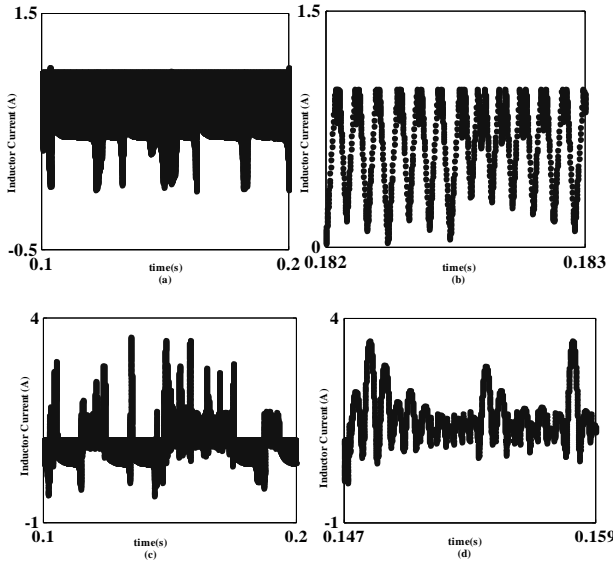 1.5
Inductor Current (A)
-0.5
0.1
0.2
time(s)
(a)
1.5
Inductor Current (A)
0
0.182
0.183
time(s)
(b)
4
Inductor Current (A)
-1
0.1
0.2
time(s)
(c)
4
Inductor Current (A)
-1
0.147
0.159
time(s)
(d)